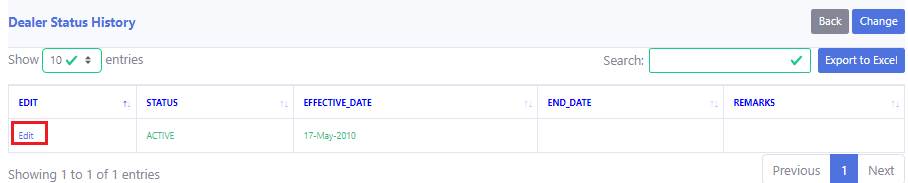 Dealer Status History Back Change
Show 10 entries Search: Export to Excel
EDIT STATUS EFFECTIVE_DATE END_DATE REMARKS
Edit ACTIVE 17-May-2010
Showing 1 to 1 of 1 entries Previous 1 Next